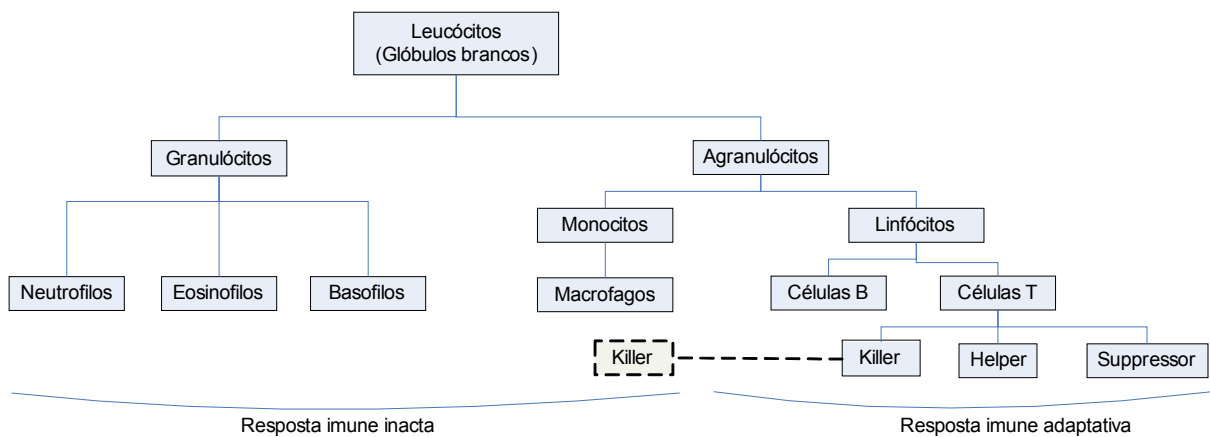 Leucócitos
(Glóbulos brancos)
Granulócitos
Agranulócitos
Monocitos
Linfócitos
Neutrofilos
Eosinofilos
Basofilos
Macrofagos
Células B
Células T
Killer
Killer
Helper
Suppressor
Resposta imune inacta
Resposta imune adaptativa